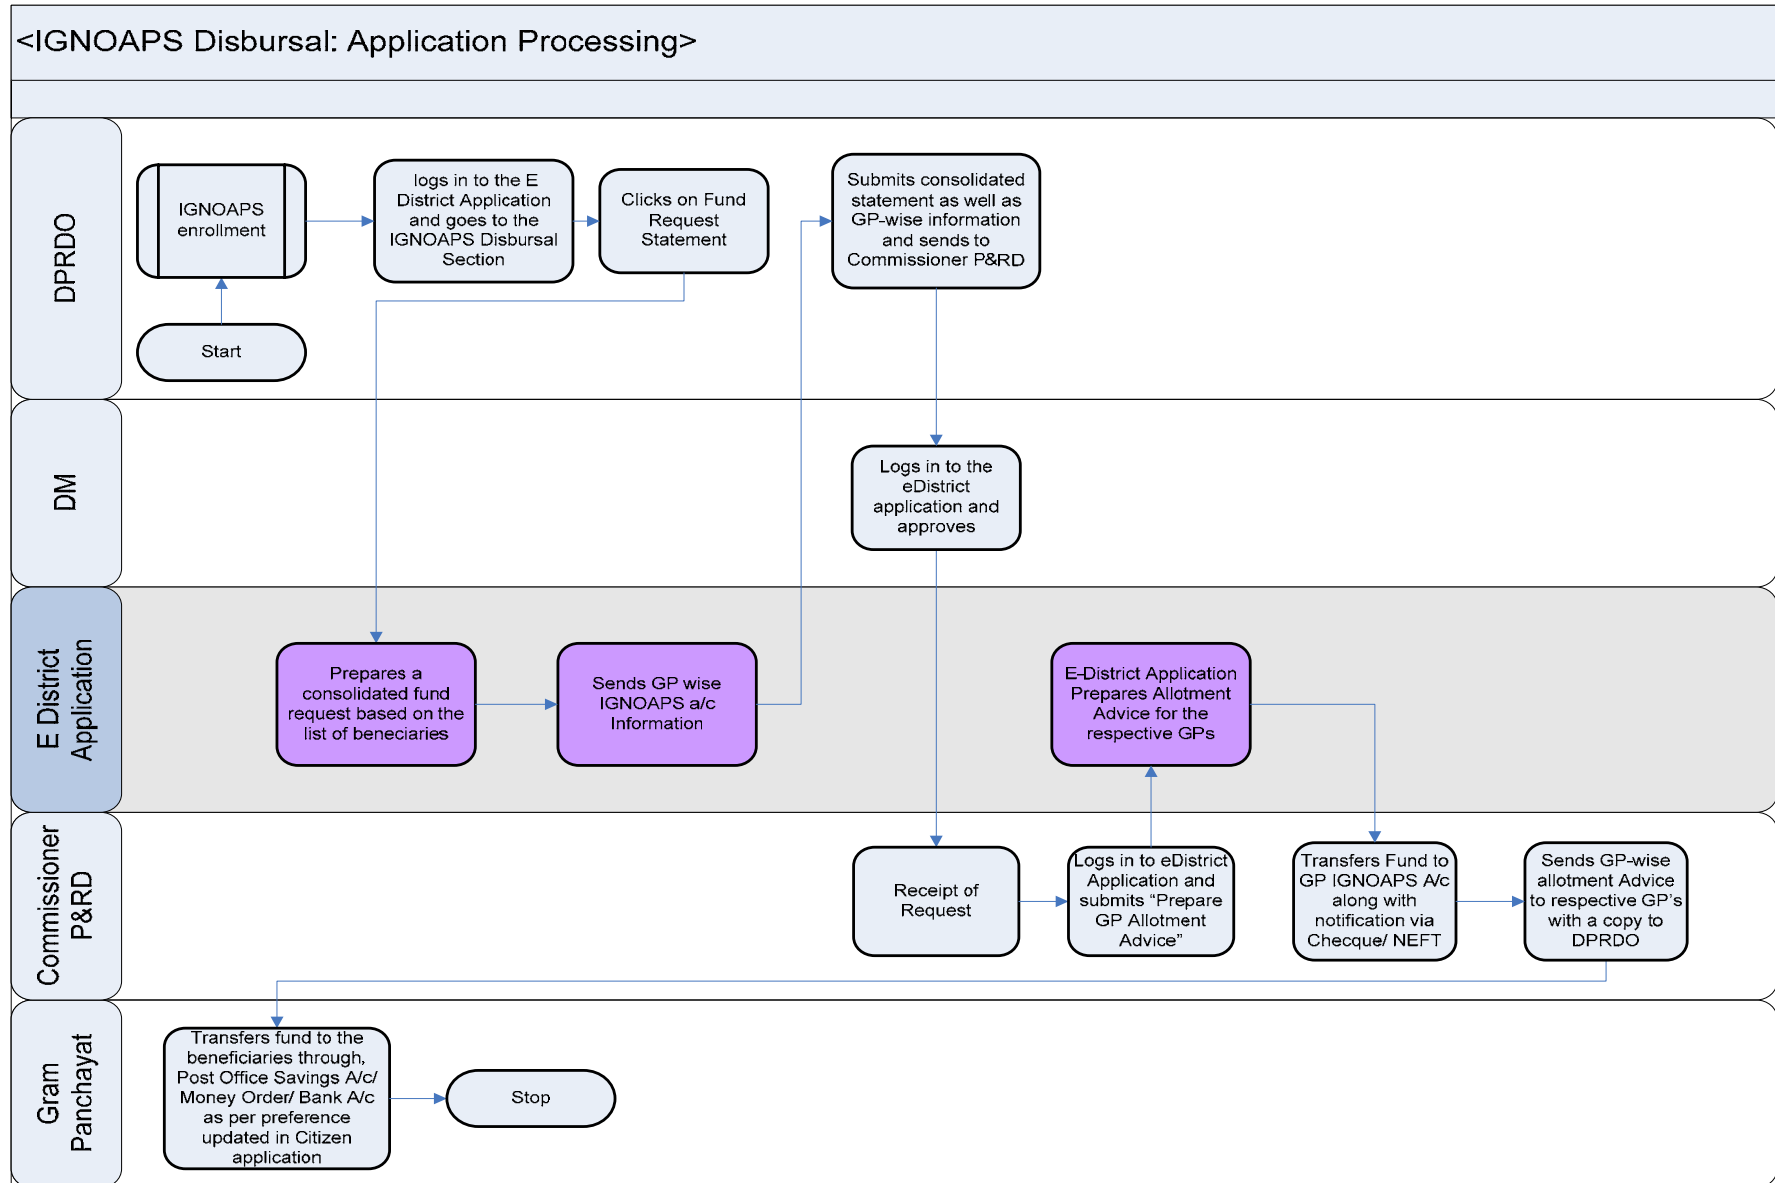 <IGNOAPS Disbursal: Application Processing>
DPRDO
IGNOAPS
enrollment
Start
logs in to the E
District Application
and goes to the
IGNOAPS Disbursal
Section
Clicks on Fund
Request
Statement
Submits consolidated
statement as well as
GP-wise information
and sends to
Commissioner P&RD
DM
Logs in to the
eDistrict
application and
approves
E District
Application
Prepares a
consolidated fund
request based on the
list of beneciaries
Sends GP wise
IGNOAPS a/c
Information
E-District Application
Prepares Allotment
Advice for the
respective GPs
Commissioner
P&RD
Receipt of
Request
Logs in to eDistrict
Application and
submits “Prepare
GP Allotment
Advice”
Transfers Fund to
GP IGNOAPS A/c
along with
notification via
Checque/ NEFT
Sends GP-wise
allotment Advice
to respective GP’s
with a copy to
DPRDO
Gram
Panchayat
Transfers fund to the
beneficiaries through,
Post Office Savings A/c/
Money Order/ Bank A/c
as per preference
updated in Citizen
application
Stop